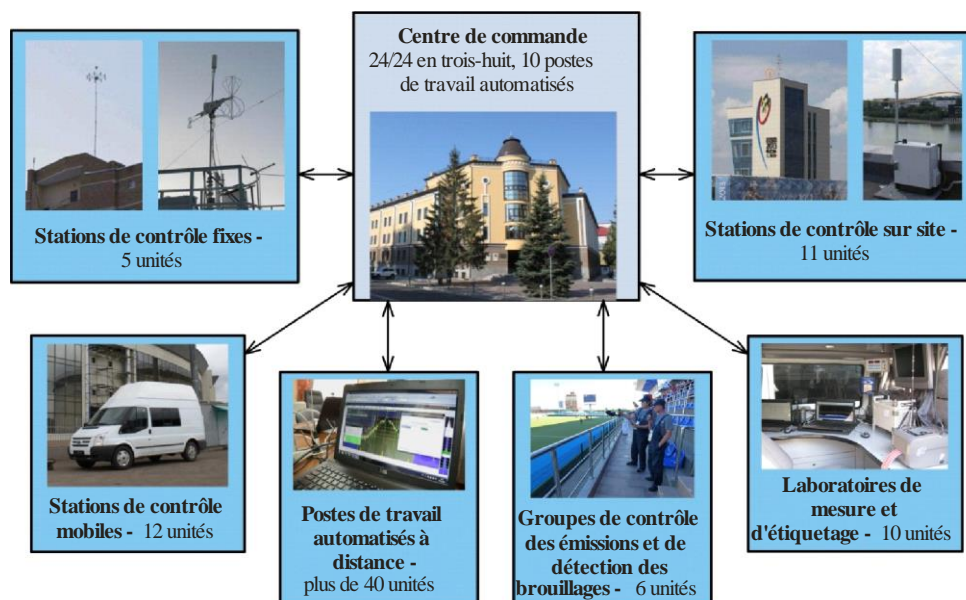 Centre de commande
24/24 en trois-huit, 10 postes
de travail automatisés
Stations de contrôle fixes -
5 unités
Stations de contrôle sur site -
11 unités
Stations de contrôle
mobiles - 12 unités
Postes de travail
automatisés à
distance -
plus de 40 unités
Groupes de contrôle
des émissions et de
détection des
brouillages - 6 unités
Laboratoires de
mesure et
d'étiquetage - 10 unités